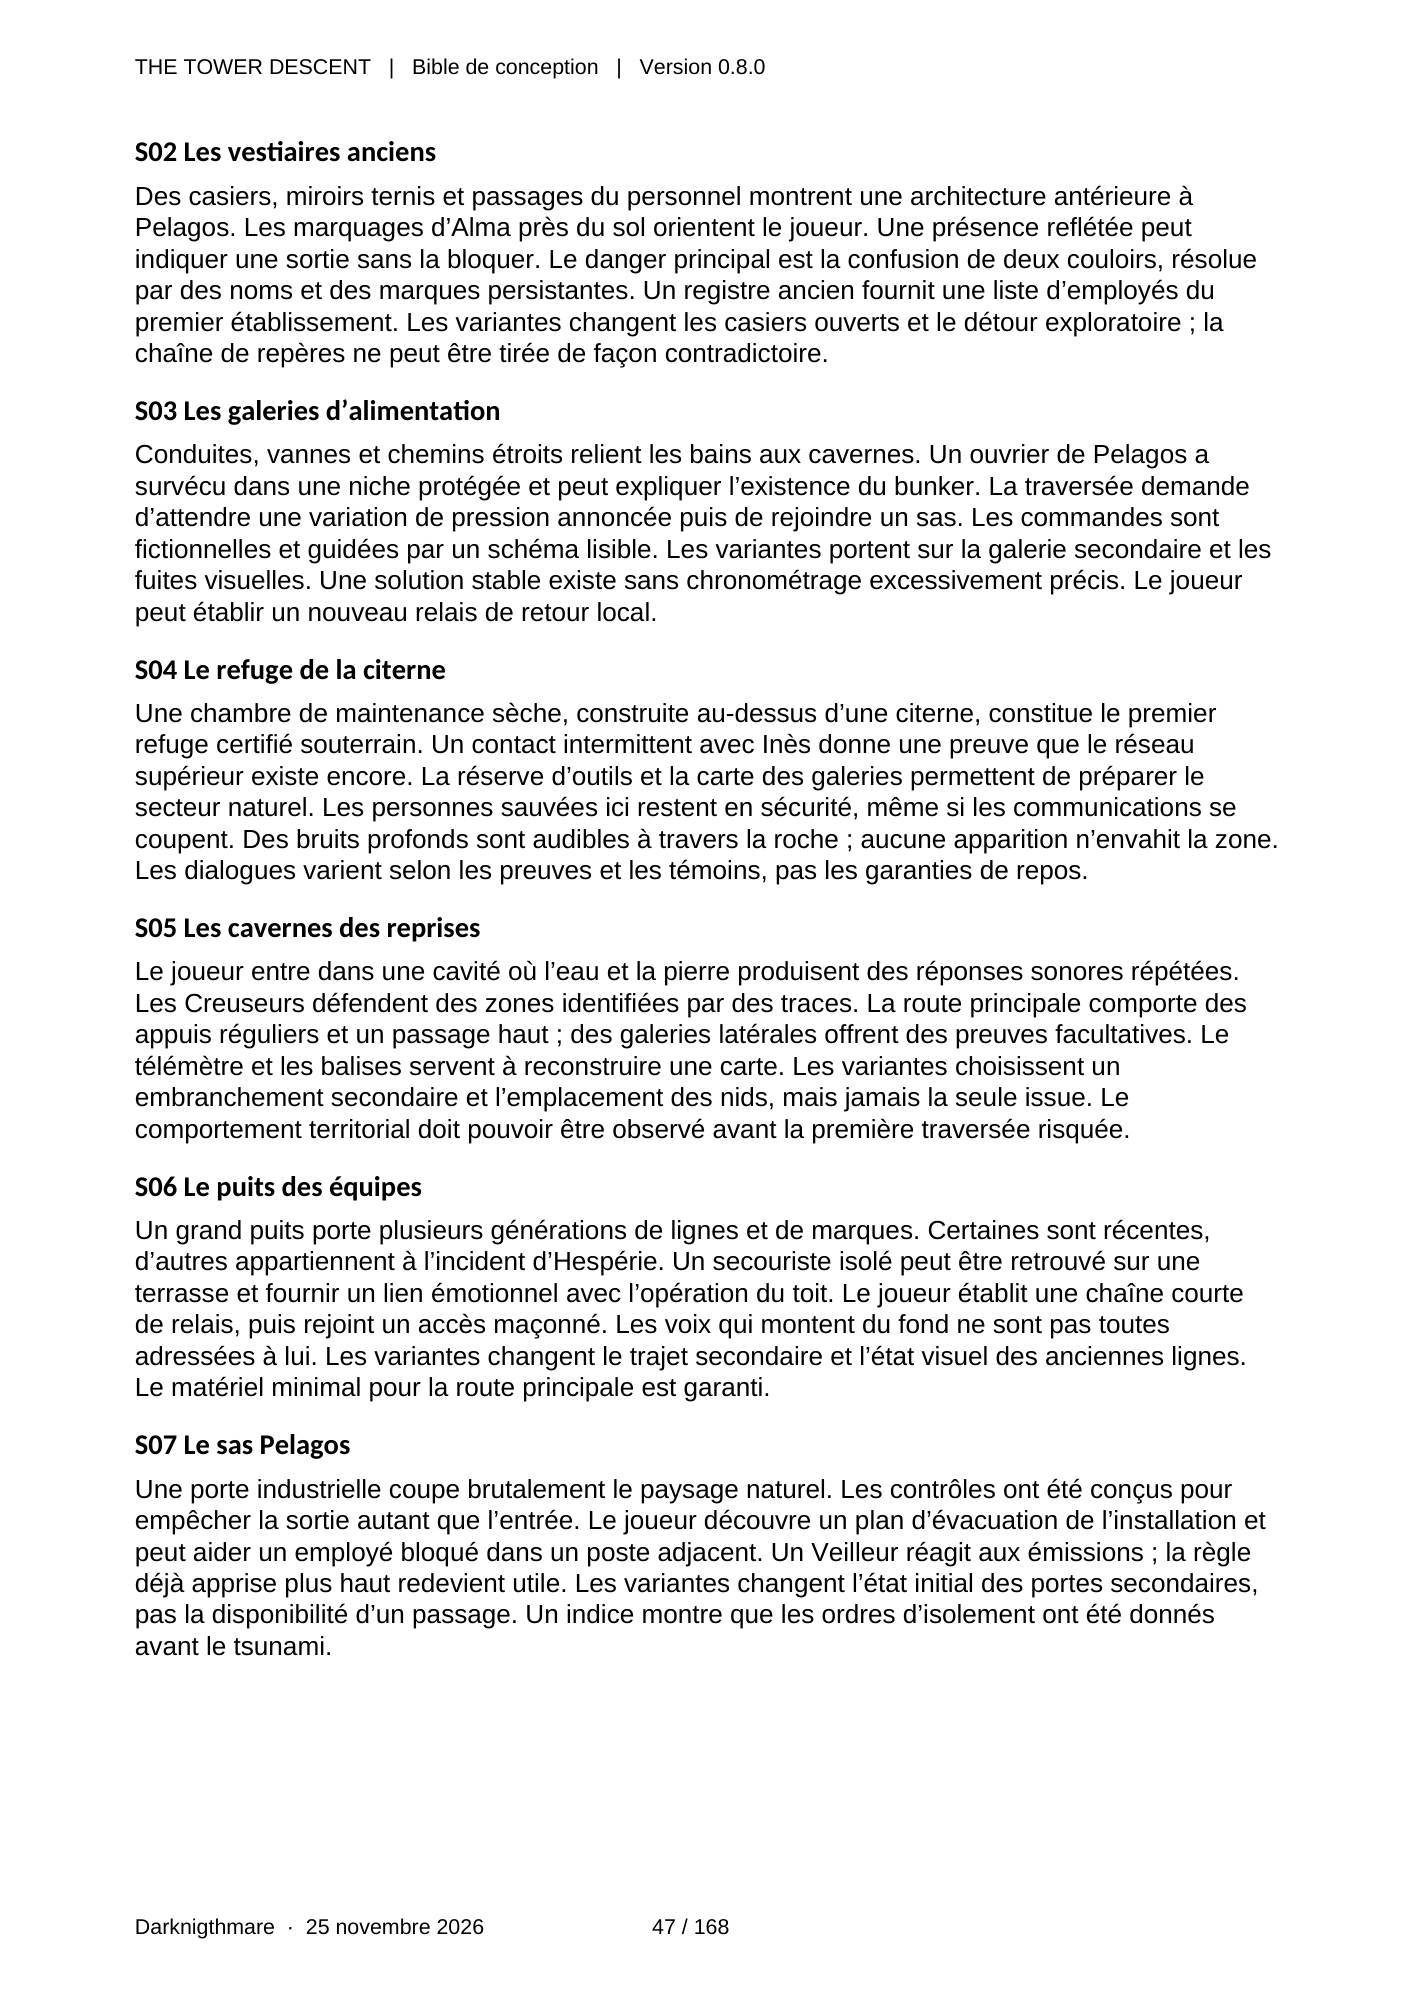 THE TOWER DESCENT | Bible de conception | Version 0.8.0
S02 Les vestiaires anciens
Des casiers, miroirs ternis et passages du personnel montrent une architecture antérieure à
Pelagos. Les marquages d’Alma près du sol orientent le joueur. Une présence reflétée peut
indiquer une sortie sans la bloquer. Le danger principal est la confusion de deux couloirs, résolue
par des noms et des marques persistantes. Un registre ancien fournit une liste d’employés du
premier établissement. Les variantes changent les casiers ouverts et le détour exploratoire ; la
chaîne de repères ne peut être tirée de façon contradictoire.
S03 Les galeries d’alimentation
Conduites, vannes et chemins étroits relient les bains aux cavernes. Un ouvrier de Pelagos a
survécu dans une niche protégée et peut expliquer l’existence du bunker. La traversée demande
d’attendre une variation de pression annoncée puis de rejoindre un sas. Les commandes sont
fictionnelles et guidées par un schéma lisible. Les variantes portent sur la galerie secondaire et les
fuites visuelles. Une solution stable existe sans chronométrage excessivement précis. Le joueur
peut établir un nouveau relais de retour local.
S04 Le refuge de la citerne
Une chambre de maintenance sèche, construite au-dessus d’une citerne, constitue le premier
refuge certifié souterrain. Un contact intermittent avec Inès donne une preuve que le réseau
supérieur existe encore. La réserve d’outils et la carte des galeries permettent de préparer le
secteur naturel. Les personnes sauvées ici restent en sécurité, même si les communications se
coupent. Des bruits profonds sont audibles à travers la roche ; aucune apparition n’envahit la zone.
Les dialogues varient selon les preuves et les témoins, pas les garanties de repos.
S05 Les cavernes des reprises
Le joueur entre dans une cavité où l’eau et la pierre produisent des réponses sonores répétées.
Les Creuseurs défendent des zones identifiées par des traces. La route principale comporte des
appuis réguliers et un passage haut ; des galeries latérales offrent des preuves facultatives. Le
télémètre et les balises servent à reconstruire une carte. Les variantes choisissent un
embranchement secondaire et l’emplacement des nids, mais jamais la seule issue. Le
comportement territorial doit pouvoir être observé avant la première traversée risquée.
S06 Le puits des équipes
Un grand puits porte plusieurs générations de lignes et de marques. Certaines sont récentes,
d’autres appartiennent à l’incident d’Hespérie. Un secouriste isolé peut être retrouvé sur une
terrasse et fournir un lien émotionnel avec l’opération du toit. Le joueur établit une chaîne courte
de relais, puis rejoint un accès maçonné. Les voix qui montent du fond ne sont pas toutes
adressées à lui. Les variantes changent le trajet secondaire et l’état visuel des anciennes lignes.
Le matériel minimal pour la route principale est garanti.
S07 Le sas Pelagos
Une porte industrielle coupe brutalement le paysage naturel. Les contrôles ont été conçus pour
empêcher la sortie autant que l’entrée. Le joueur découvre un plan d’évacuation de l’installation et
peut aider un employé bloqué dans un poste adjacent. Un Veilleur réagit aux émissions ; la règle
déjà apprise plus haut redevient utile. Les variantes changent l’état initial des portes secondaires,
pas la disponibilité d’un passage. Un indice montre que les ordres d’isolement ont été donnés
avant le tsunami.
Darknigthmare · 25 novembre 2026 47 / 168